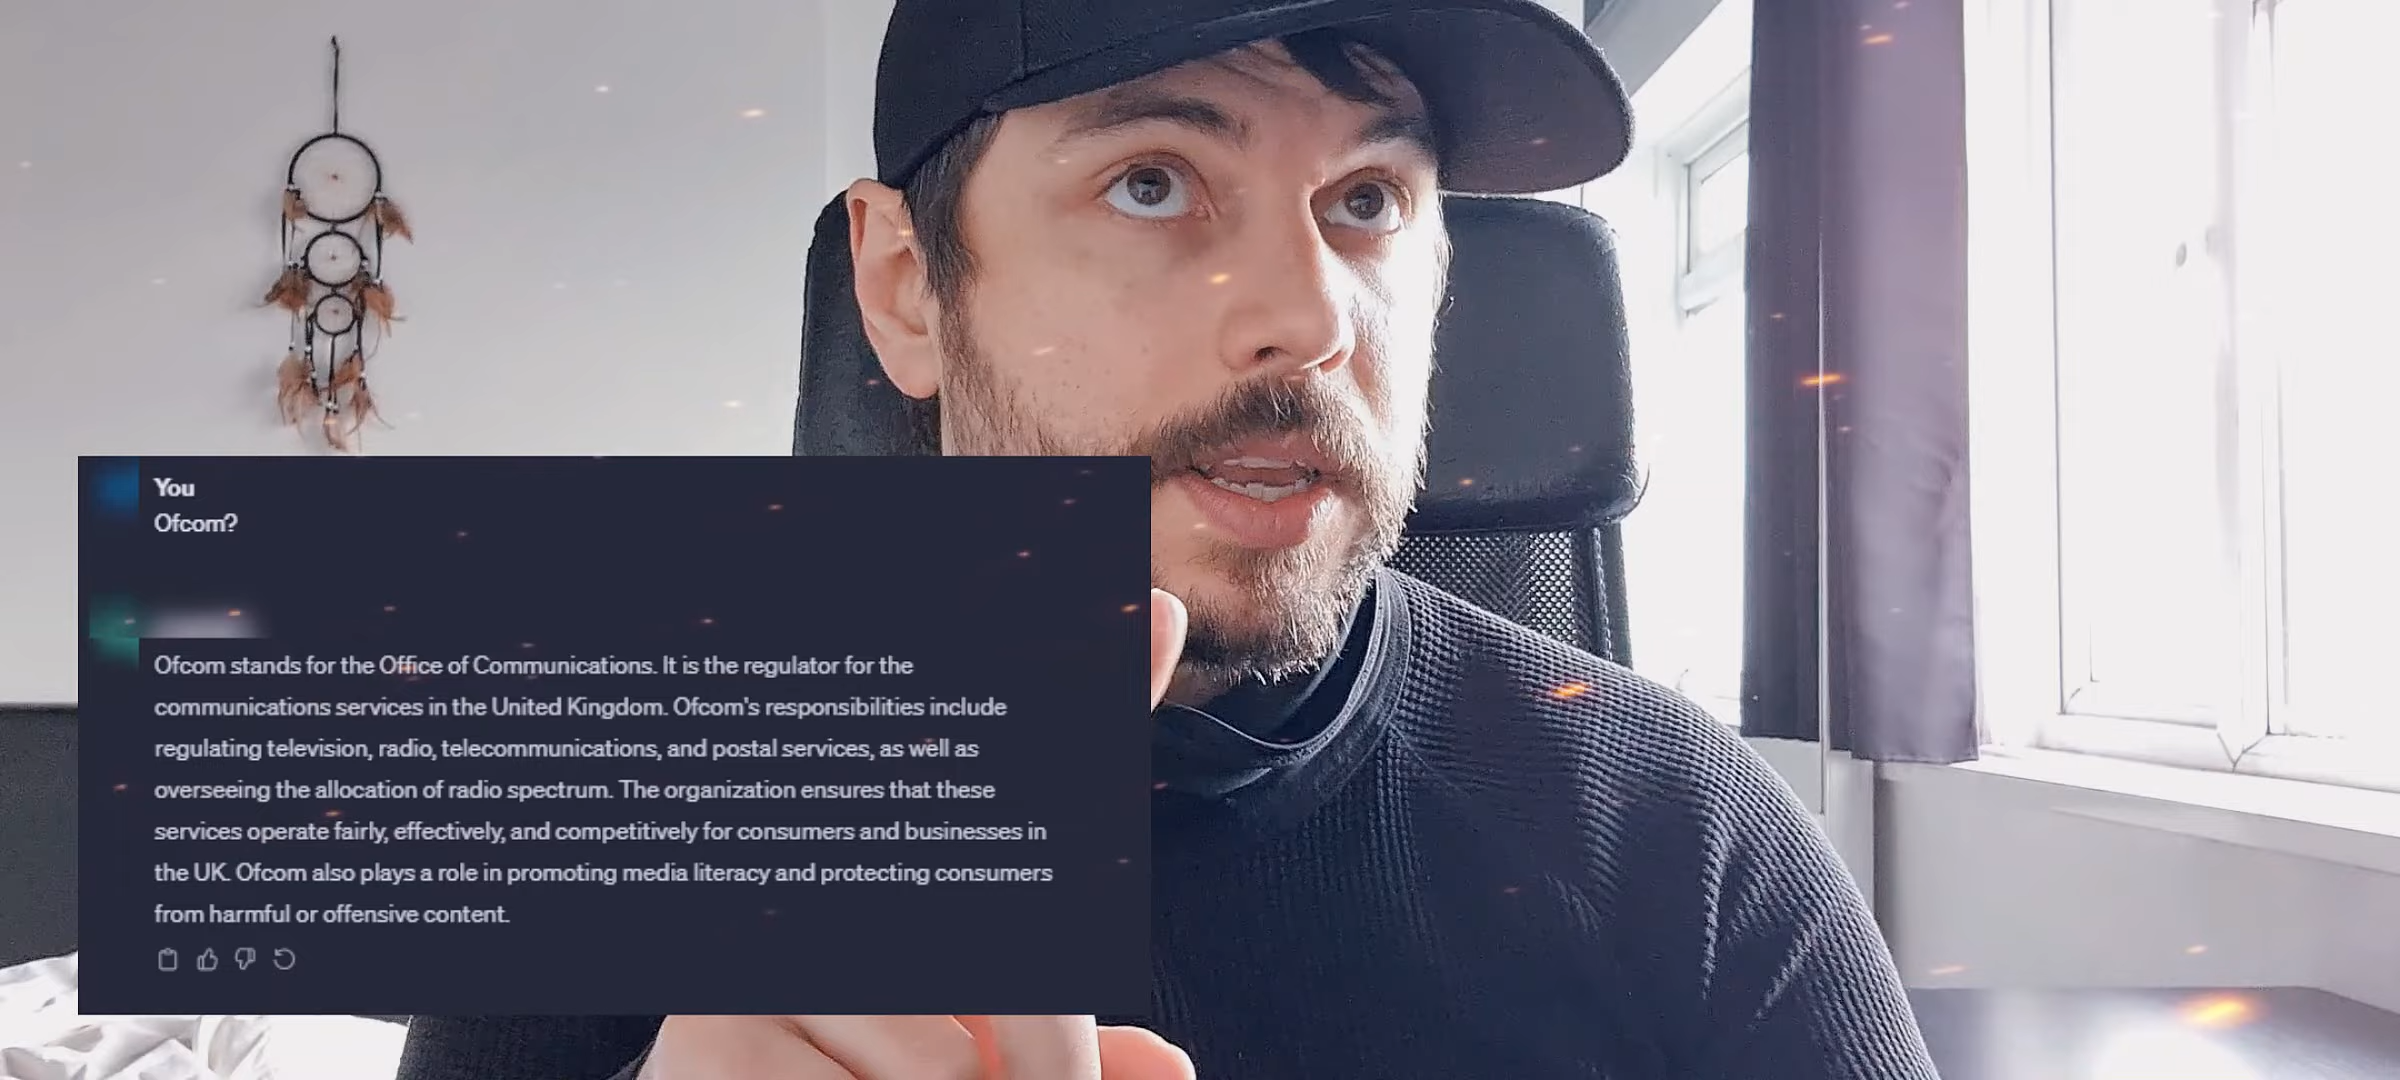 You
Ofcom?
Ofcom stands for the Office of Communications. It is the regulator for the
communications services in the United Kingdom. Ofcom's responsibilities include
regulating television, radio, telecommunications, and postal services, as well as
overseeing the allocation of radio spectrum. The organization ensures that these
services operate fairly, effectively, and competitively for consumers and businesses in
the UK. Ofcom also plays a role in promoting media literacy and protecting consumers
from harmful or offensive content.